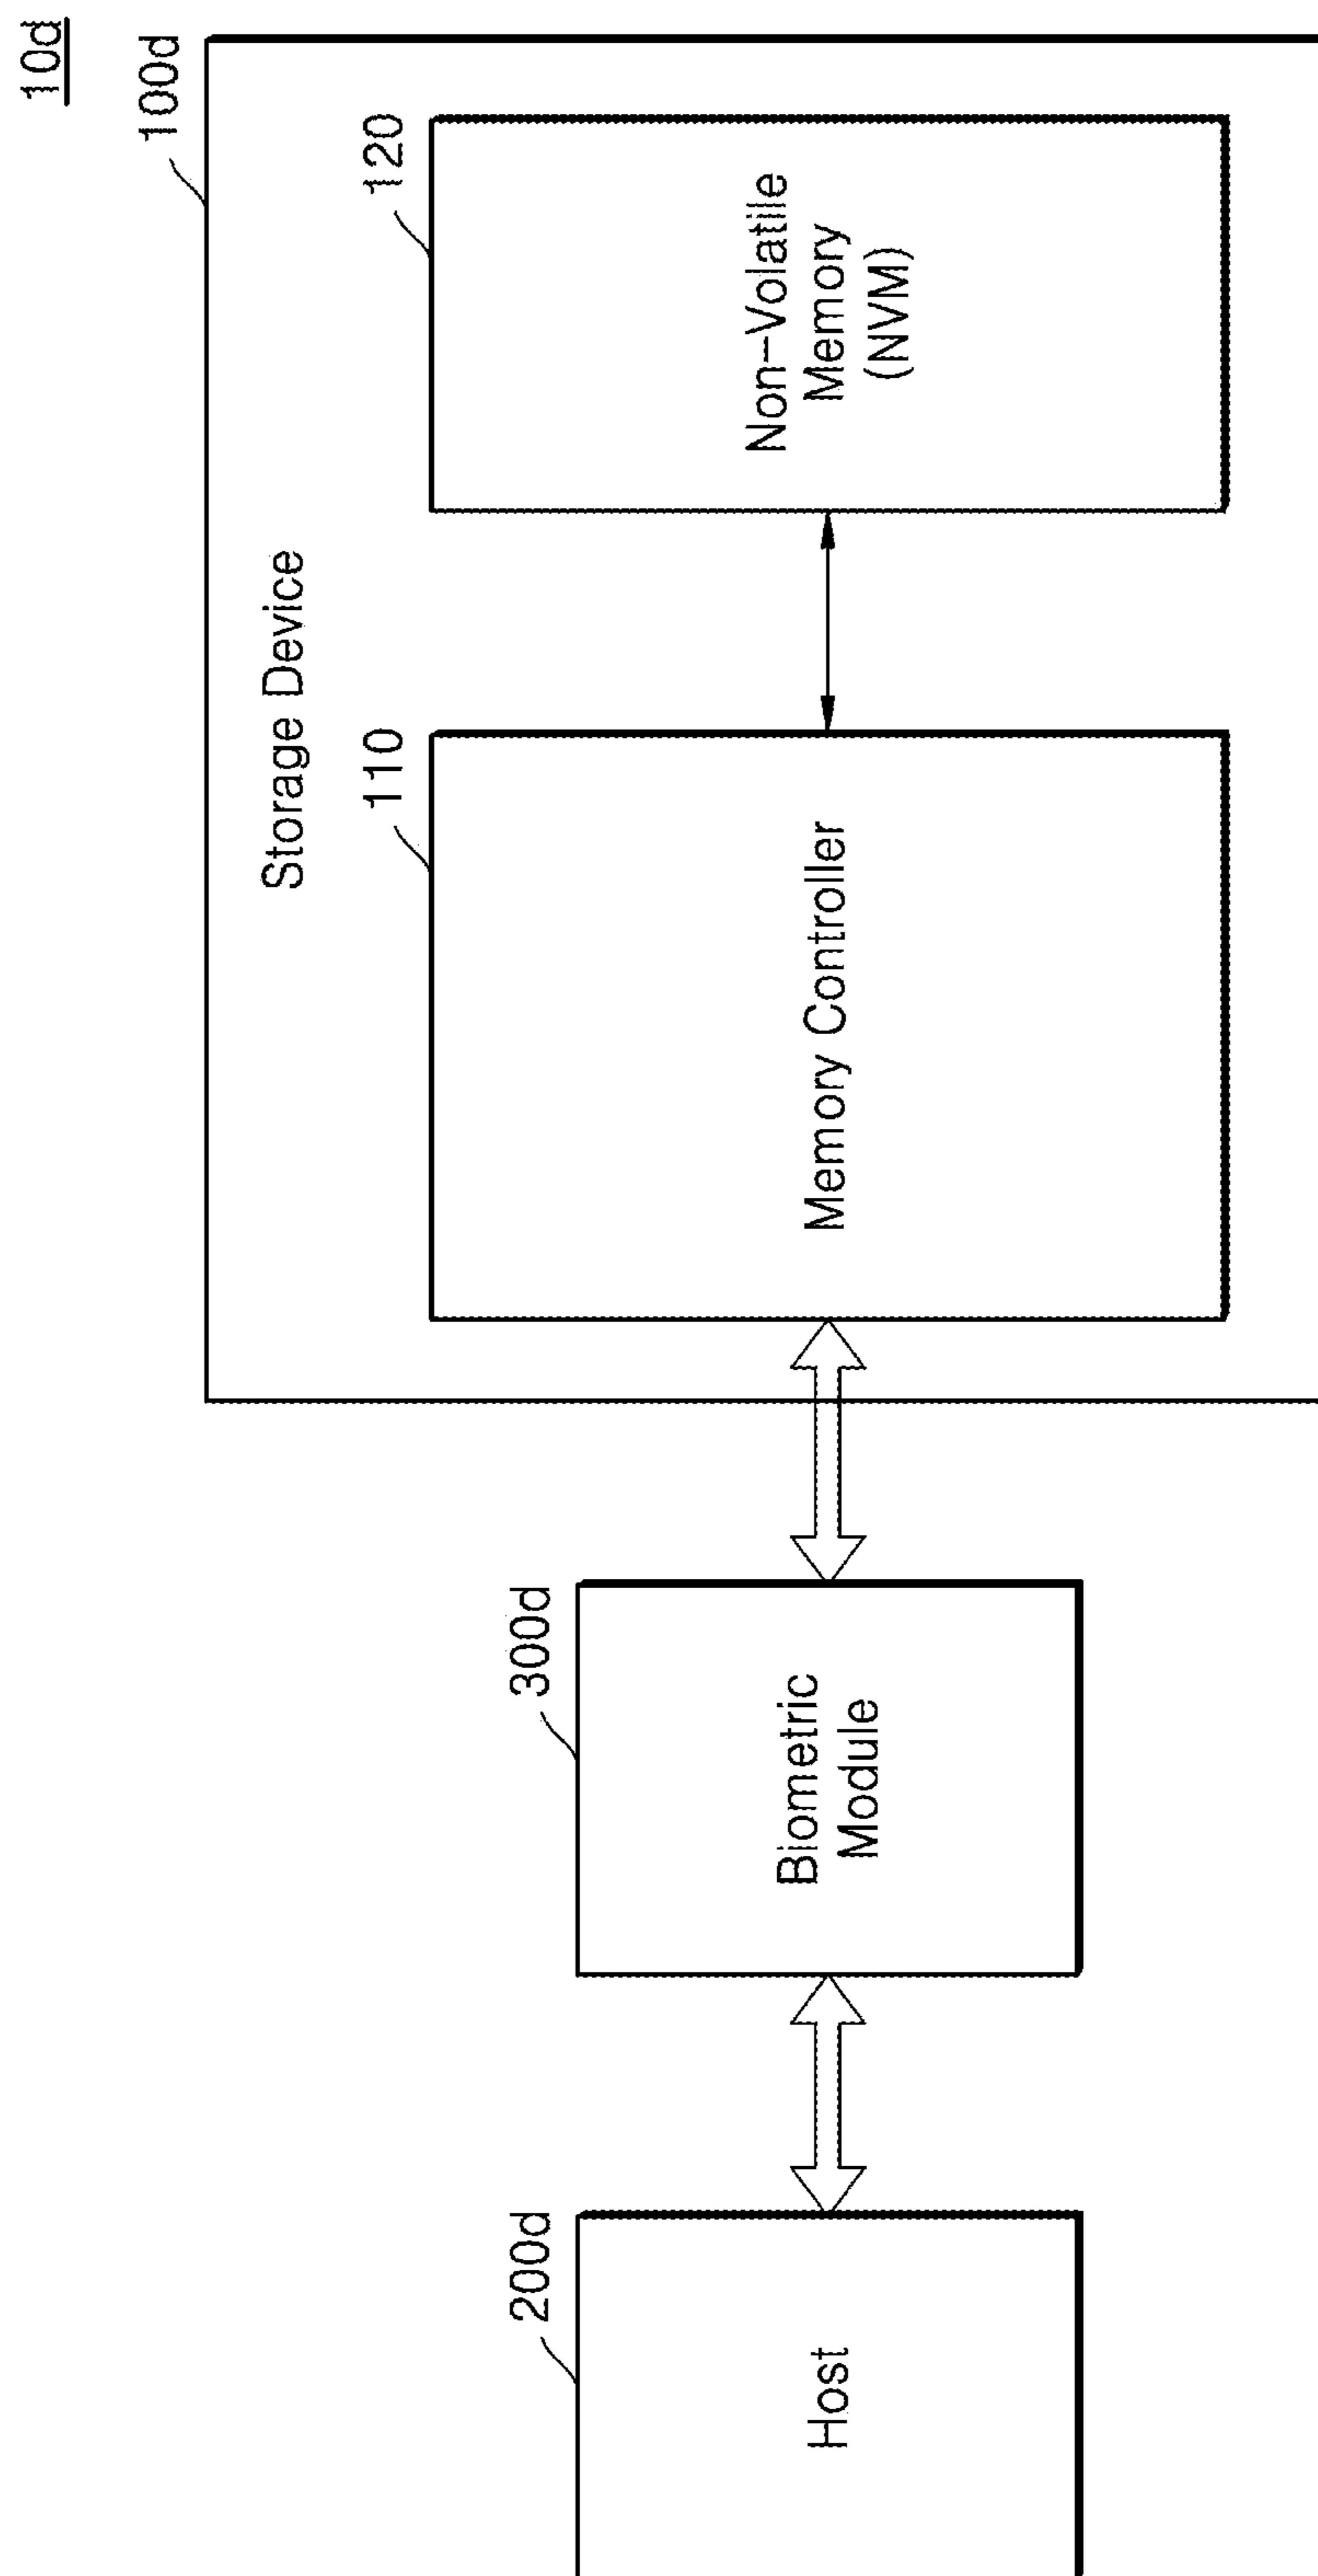 10d
100d
Storage Device
200d
Host
300d
Biometric
Module
110
Memory Controller
120
Non-Volatile
Memory
(NVM)